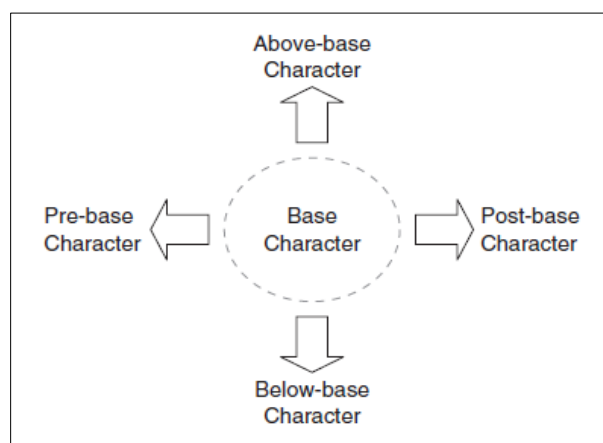 Above-base
Character
Pre-base
Character
Base
Character
Post-base
Character
Below-base
Character